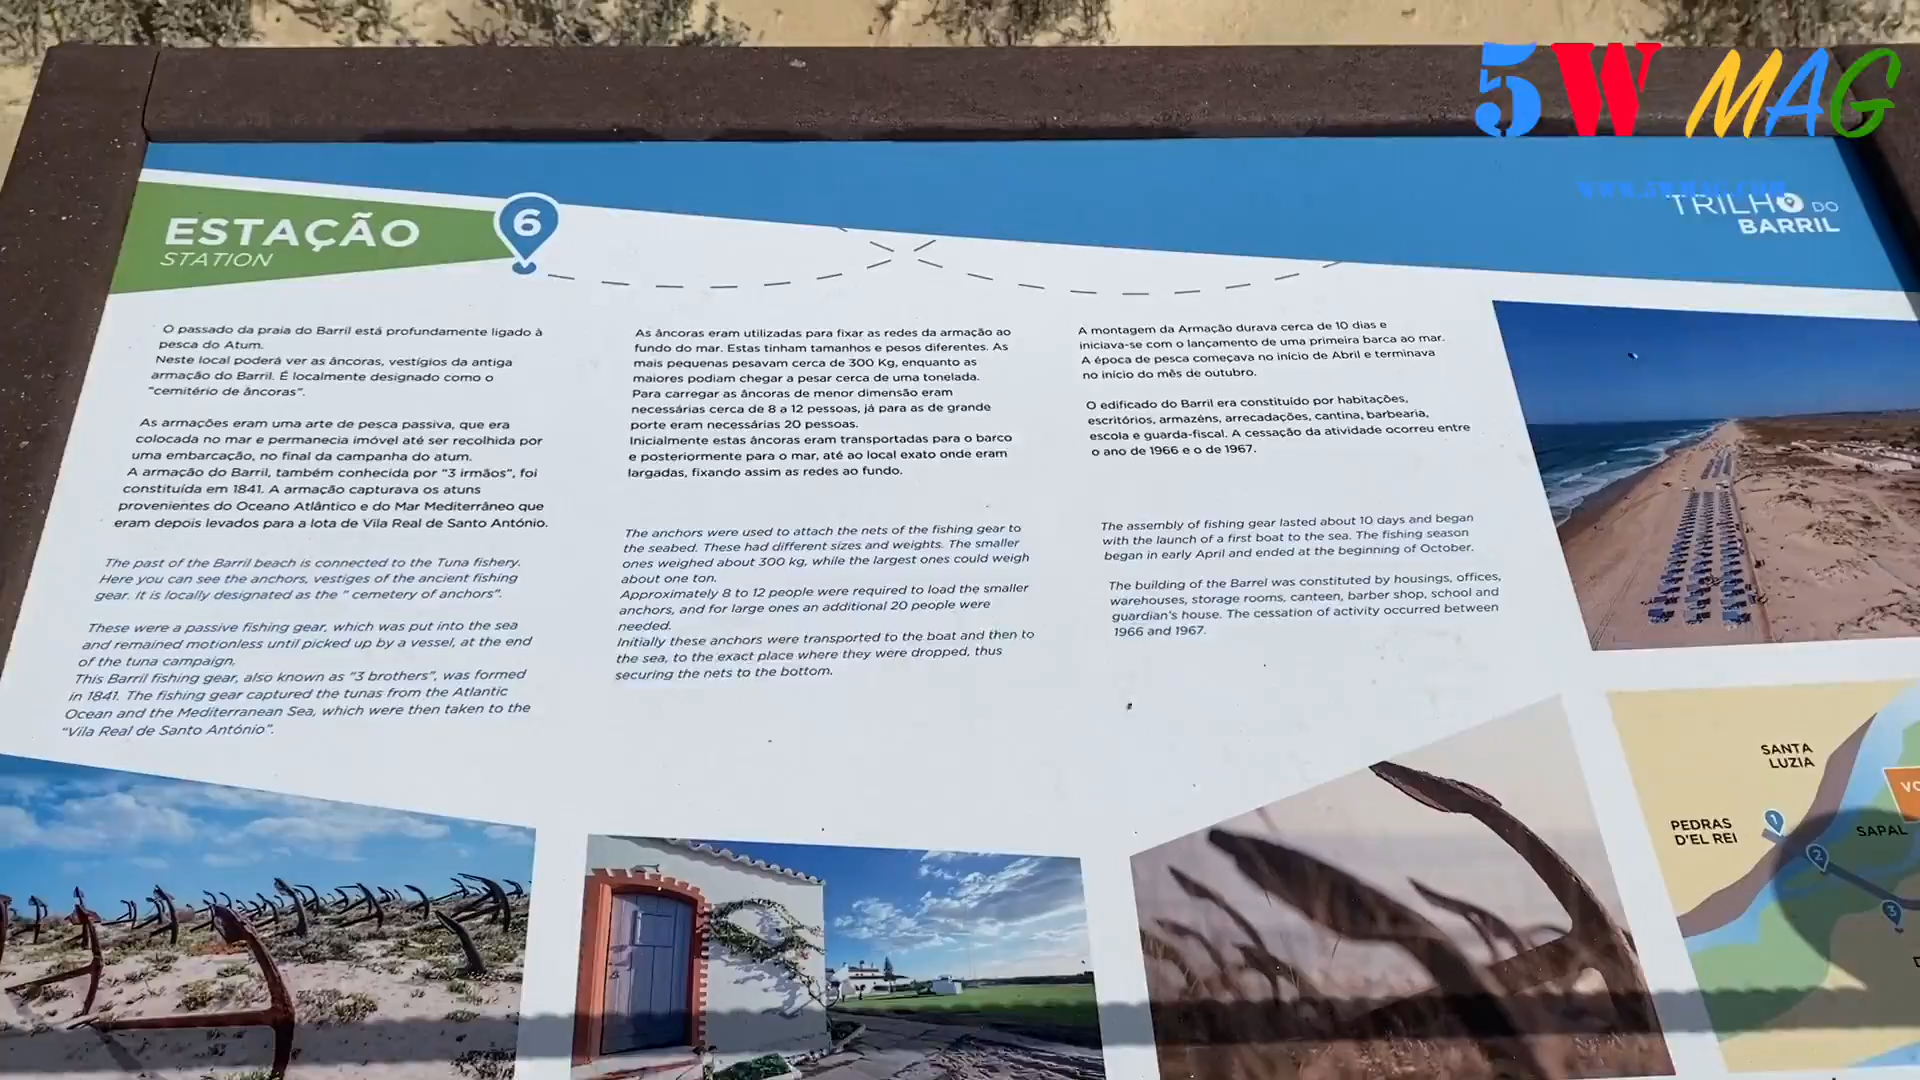 5W MAG
TRILHO DO
BARRIL
ESTAÇÃO
STATION
6
O passado da praia do Barril está profundamente ligado à
pesca do Atum.
Neste local poderá ver as âncoras, vestígios da antiga
armação do Barril. É localmente designado como o
"cemitério de âncoras".
As armações eram uma arte de pesca passiva, que era
colocada no mar e permanecia imóvel até ser recolhida por
uma embarcação, no final da campanha do atum.
A armação do Barril, também conhecida por "3 irmãos", foi
constituída em 1841. A armação capturava os atuns
provenientes do Oceano Atlântico e do Mar Mediterrâneo que
eram depois levados para a lota de Vila Real de Santo António.
The past of the Barril beach is connected to the Tuna fishery.
Here you can see the anchors, vestiges of the ancient fishing
gear. It is locally designated as the " cemetery of anchors".
These were a passive fishing gear, which was put into the sea
and remained motionless until picked up by a vessel, at the end
of the tuna campaign.
This Barril fishing gear, also known as "3 brothers", was formed
in 1841. The fishing gear captured the tunas from the Atlantic
Ocean and the Mediterranean Sea, which were then taken to the
"Vila Real de Santo António".
As âncoras eram utilizadas para fixar as redes da armação ao
fundo do mar. Estas tinham tamanhos e pesos diferentes. As
mais pequenas pesavam cerca de 300 Kg, enquanto as
maiores podiam chegar a pesar cerca de uma tonelada.
Para carregar as âncoras de menor dimensão eram
necessárias cerca de 8 a 12 pessoas, já para as de grande
porte eram necessárias 20 pessoas.
Inicialmente estas âncoras eram transportadas para o barco
e posteriormente para o mar, até ao local exato onde eram
largadas, fixando assim as redes ao fundo.
The anchors were used to attach the nets of the fishing gear to
the seabed. These had different sizes and weights. The smaller
ones weighed about 300 kg, while the largest ones could weigh
about one ton.
Approximately 8 to 12 people were required to load the smaller
anchors, and for large ones an additional 20 people were
needed.
Initially these anchors were transported to the boat and then to
the sea, to the exact place where they were dropped, thus
securing the nets to the bottom.
A montagem da Armação durava cerca de 10 dias e
iniciava-se com o lançamento de uma primeira barca ao mar.
A época de pesca começava no início de Abril e terminava
no início do mês de outubro.
O edificado do Barril era constituído por habitações,
escritórios, armazéns, arrecadações, cantina, barbearia,
escola e guarda-fiscal. A cessação da atividade ocorreu entre
o ano de 1966 e o de 1967.
The assembly of fishing gear lasted about 10 days and began
with the launch of a first boat to the sea. The fishing season
began in early April and ended at the beginning of October.
The building of the Barrel was constituted by housings, offices,
warehouses, storage rooms, canteen, barber shop, school and
guardian's house. The cessation of activity occurred between
1966 and 1967.
SANTA
LUZIA
PEDRAS
D'EL REI
SAPAL
1
2
3